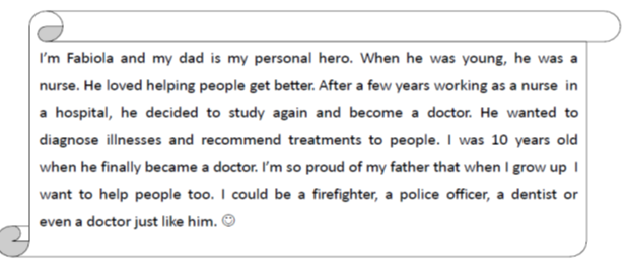 I'm Fabiola and my dad is my personal hero. When he was young, he was a
nurse. He loved helping people get better. After a few years working as a nurse in
a hospital, he decided to study again and become a doctor. He wanted to
diagnose illnesses and recommend treatments to people. I was 10 years old
when he finally became a doctor. I'm so proud of my father that when I grow up I
want to help people too. I could be a firefighter, a police officer, a dentist or
even a doctor just like him. ☺